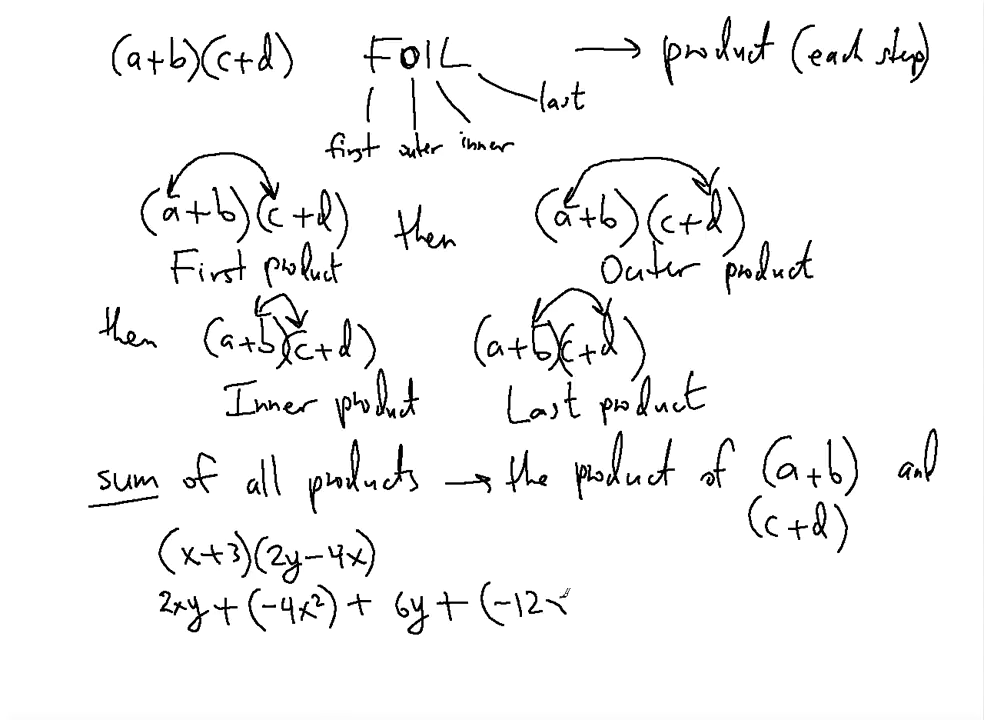 (a+b)(c+d) FOIL → product (each step)
last
first outer inner
(a+b)(c+d) then (a+b)(c+d)
First product Outer product
then (a+b)(c+d) (a+b)(c+d)
Inner product Last product
sum of all products → the product of (a+b) and
(c+d)
(x+3)(2y-4x)
2xy+(-4x²)+ 6y+(-12x